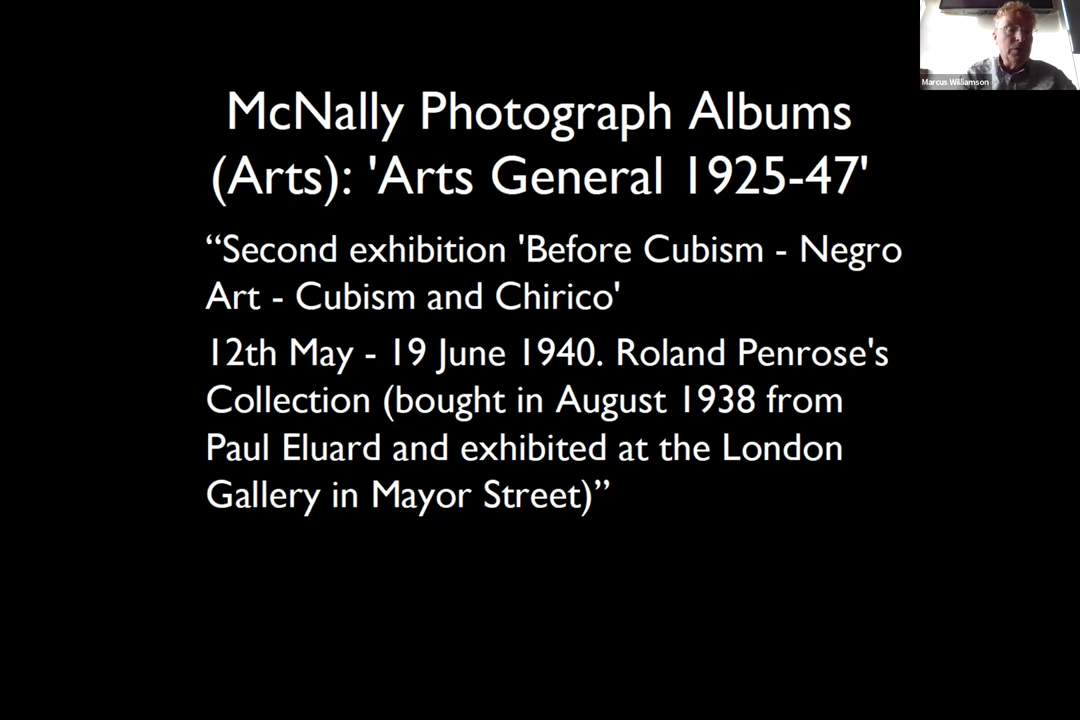 McNally Photograph Albums
(Arts): 'Arts General 1925-47'
“Second exhibition 'Before Cubism - Negro
Art - Cubism and Chirico'
12th May - 19 June 1940. Roland Penrose's
Collection (bought in August 1938 from
Paul Eluard and exhibited at the London
Gallery in Mayor Street)”
Marcus Williamson